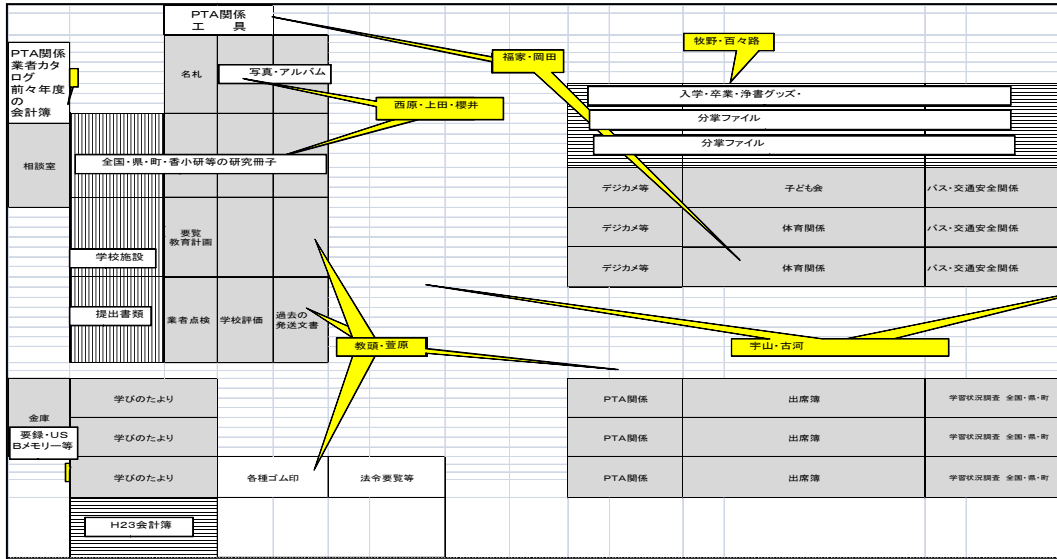 PTA関係
工　具
PTA関係
業者カタ
ログ
前々年度
の
会計簿
名札
写真・アルバム
福家・岡田
牧野・百々路
西原・上田・櫻井
入学・卒業・浄書グッズ・
分掌ファイル
分掌ファイル
相談室
全国・県・町・香小研等の研究冊子
デジカメ等
子ども会
バス・交通安全関係
要覧
教育計画
デジカメ等
体育関係
バス・交通安全関係
学校施設
デジカメ等
体育関係
バス・交通安全関係
提出書類
業者点検
学校評価
過去の
発送文書
教頭・萱原
宇山・古河
金庫
学びのたより
PTA関係
出席簿
学習状況調査 全国・県・町
要録・US
Bメモリー等
学びのたより
PTA関係
出席簿
学習状況調査 全国・県・町
学びのたより
各種ゴム印
法令要覧等
PTA関係
出席簿
学習状況調査 全国・県・町
H23会計簿